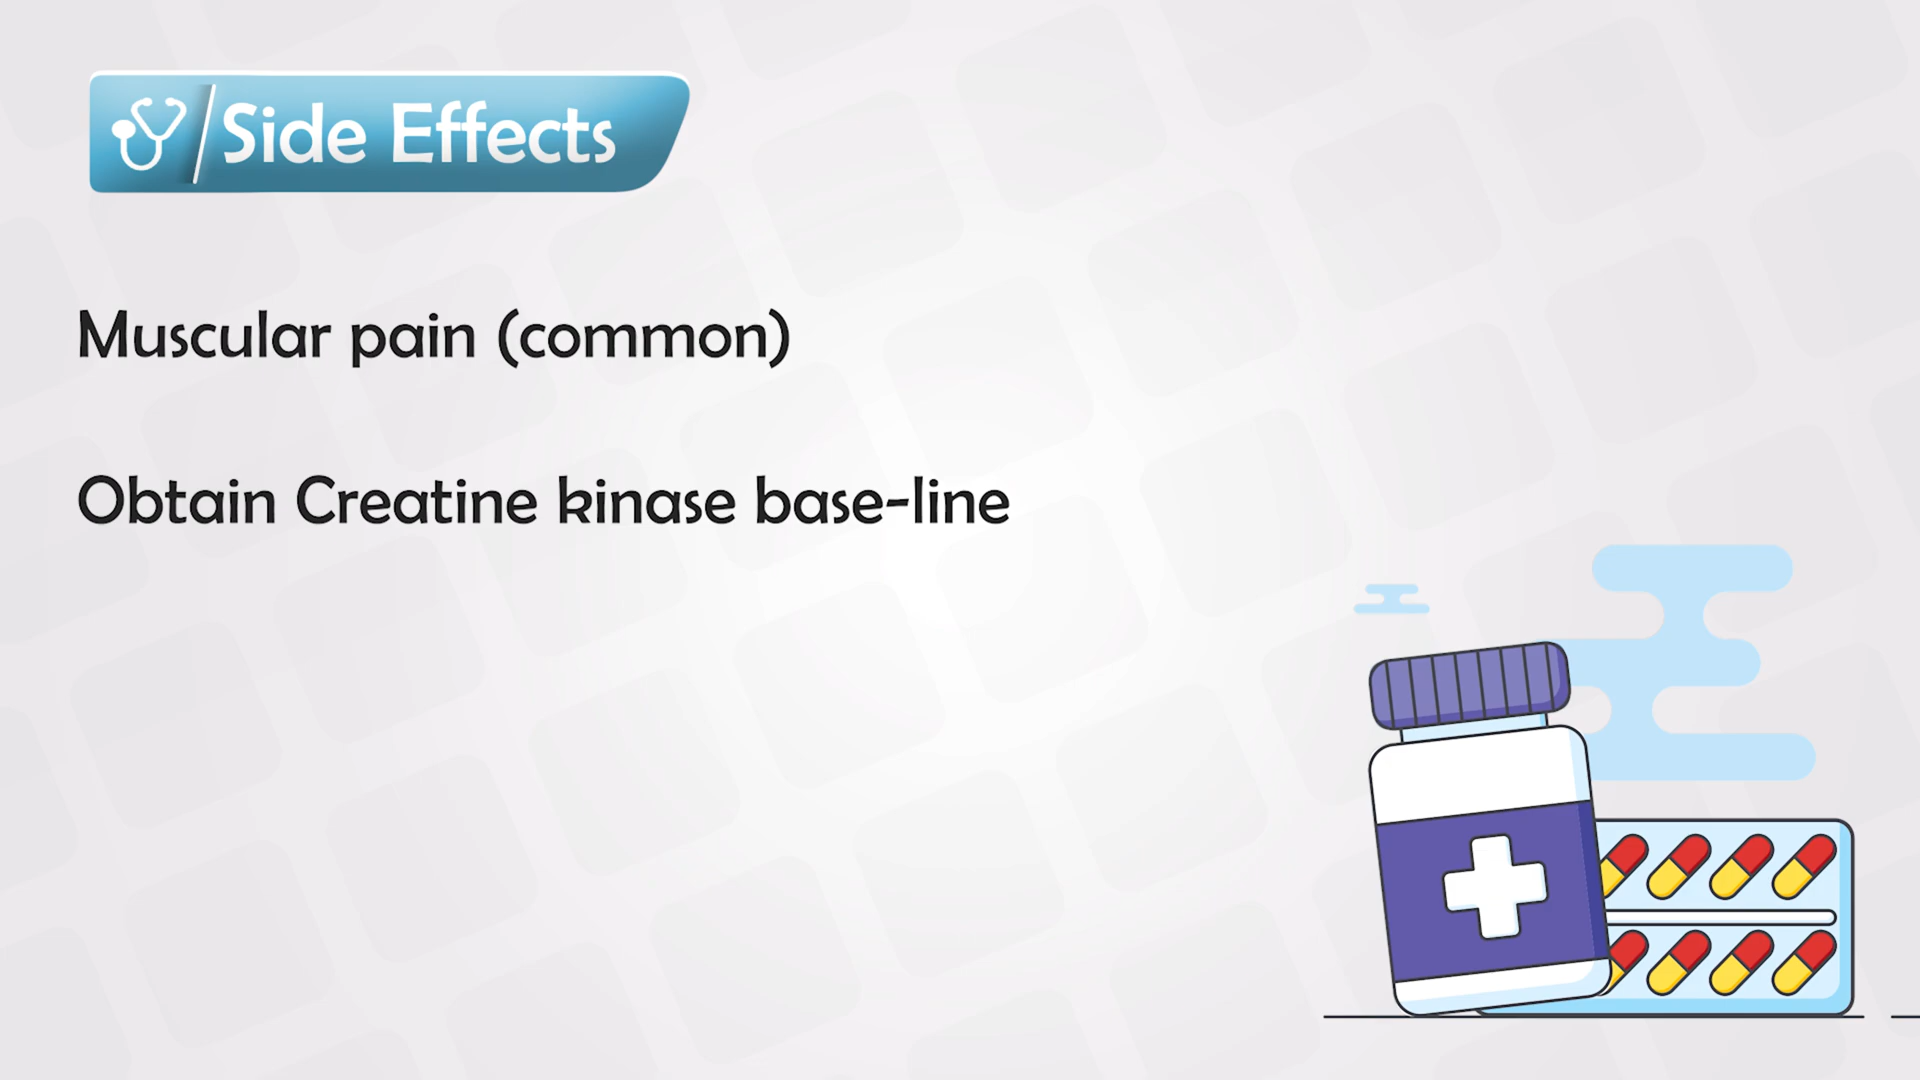 Side Effects
Muscular pain (common)
Obtain Creatine kinase base-line